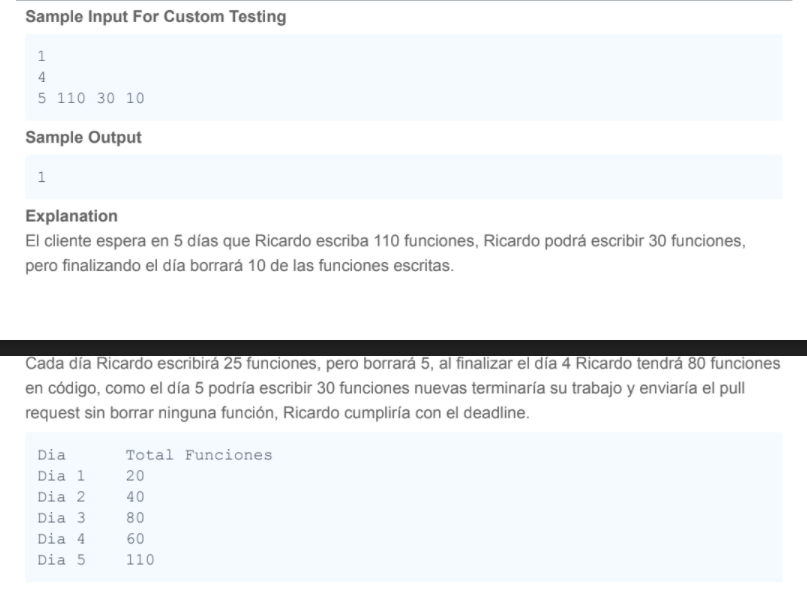 Sample Input For Custom Testing
1
4
5 110 30 10
Sample Output
1
Explanation
El cliente espera en 5 días que Ricardo escriba 110 funciones, Ricardo podrá escribir 30 funciones,
pero finalizando el día borrará 10 de las funciones escritas.
Cada día Ricardo escribirá 25 funciones, pero borrará 5, al finalizar el día 4 Ricardo tendrá 80 funciones
en código, como el día 5 podría escribir 30 funciones nuevas terminaría su trabajo y enviaría el pull
request sin borrar ninguna función, Ricardo cumpliría con el deadline.
Dia Total Funciones
Dia 1 20
Dia 2 40
Dia 3 80
Dia 4 60
Dia 5 110